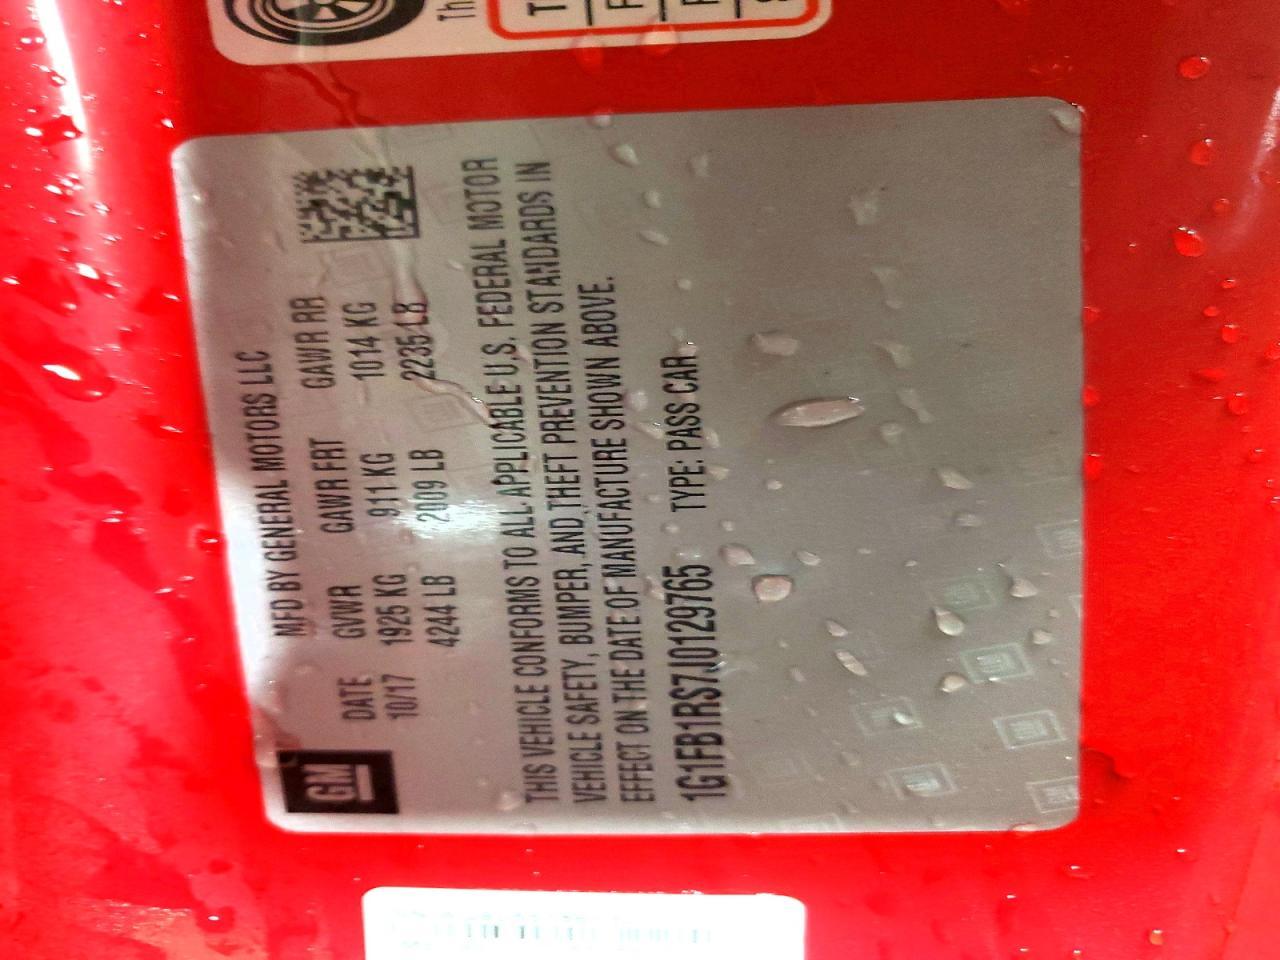 Th
GM
MFD BY GENERAL MOTORS LLC
DATE GVWR GAWR FRT GAWR RR
10/17 1925 KG 911 KG 1014 KG
4244 LB 2009 LB 2235 LB
THIS VEHICLE CONFORMS TO ALL APPLICABLE U.S. FEDERAL MOTOR
VEHICLE SAFETY, BUMPER, AND THEFT PREVENTION STANDARDS IN
EFFECT ON THE DATE OF MANUFACTURE SHOWN ABOVE.
1G1FB1RS7J0129765 TYPE: PASS CAR